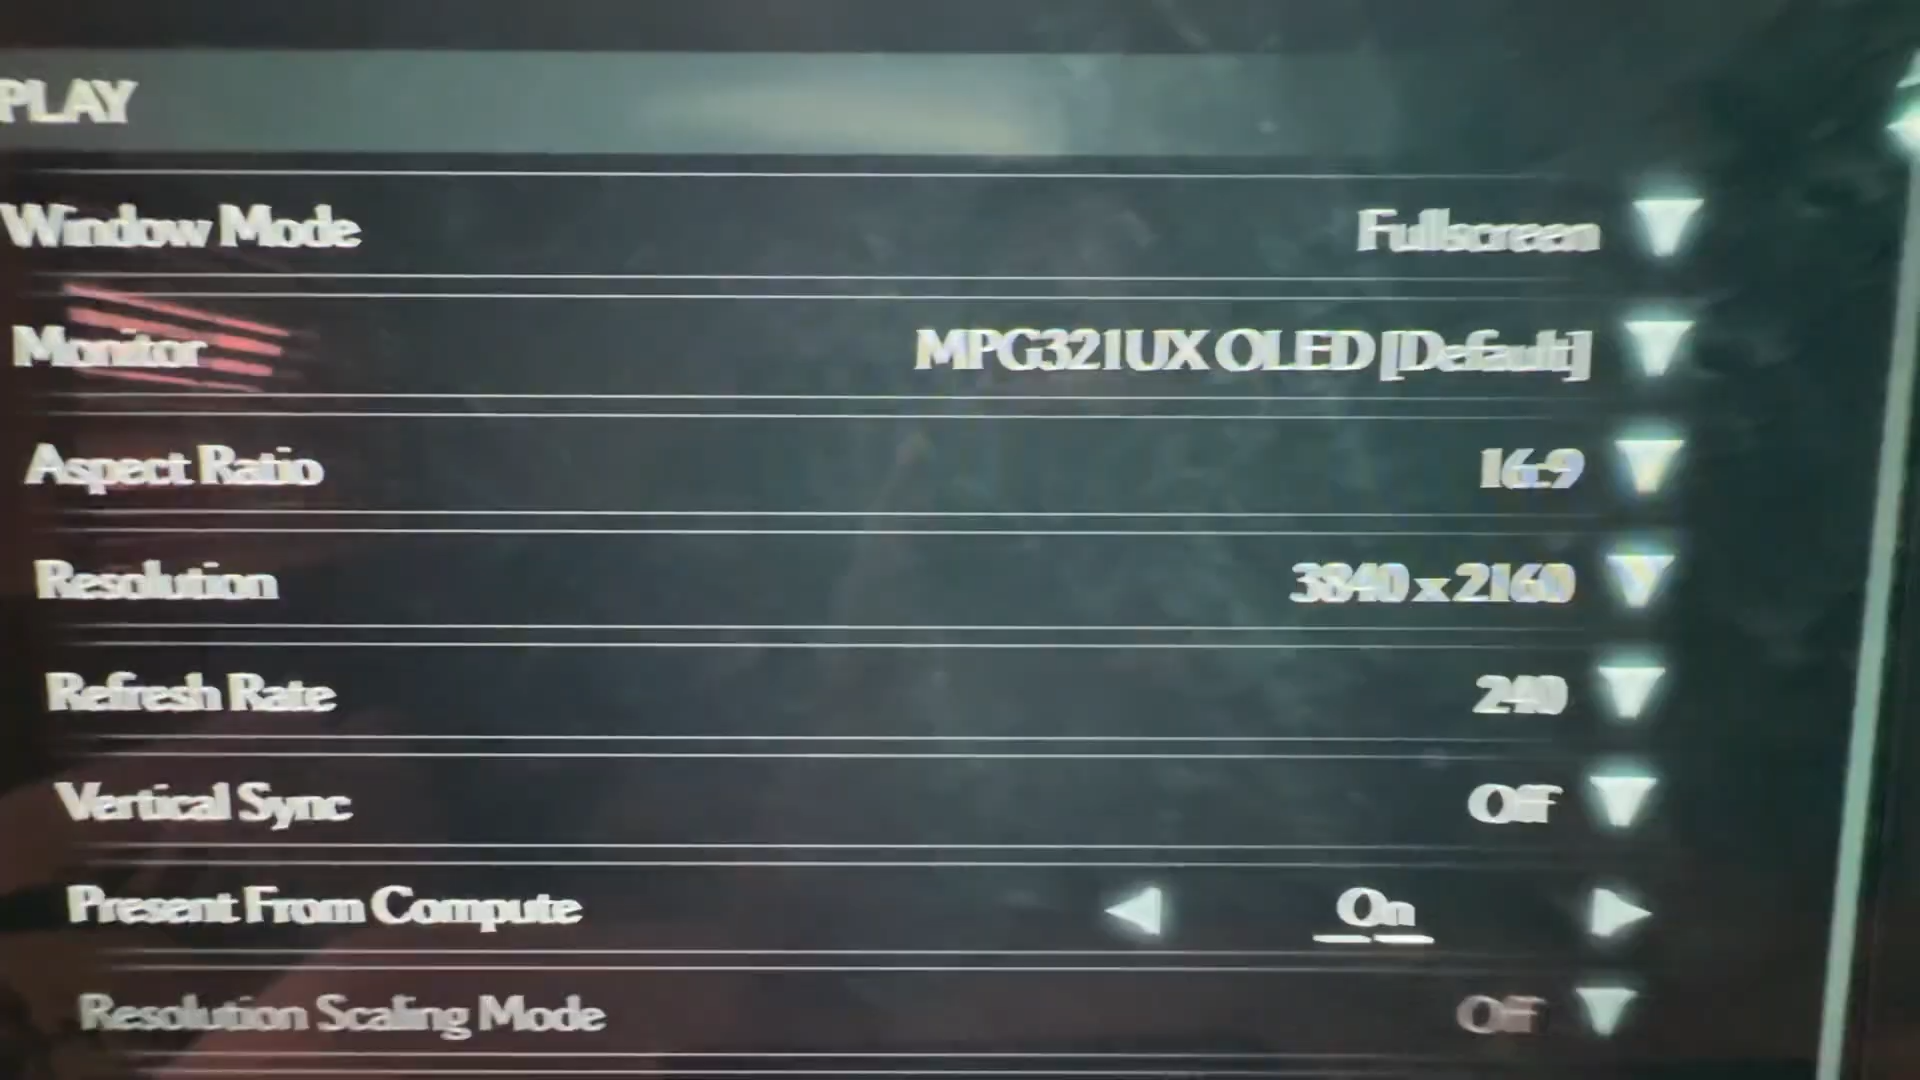 PLAY
Window Mode Fullscreen
Monitor MPG321UX OLED [Default]
Aspect Ratio 16:9
Resolution 3840 x 2160
Refresh Rate 240
Vertical Sync Off
Present From Compute On
Resolution Scaling Mode Off